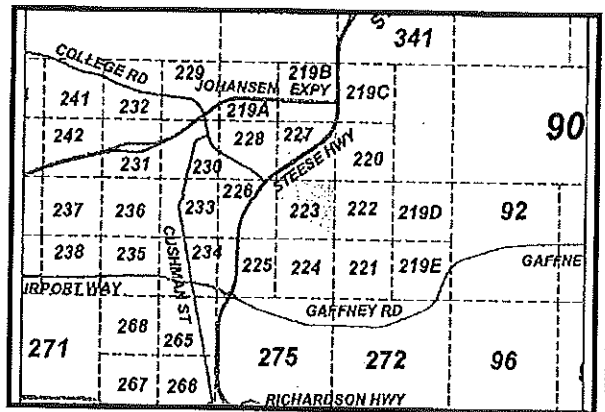 341
COLLEGE RD
229
JOHANSEN
219B
EXPY
219C
241
232
219A
242
228
227
90
231
230
STEESE HWY
220
226
237
236
233
223
222
219D
92
238
235
CUSHMAN ST
234
225
224
221
219E
GAFFNE
IRPORT WAY
GAFFNEY RD
268
265
271
275
272
96
267
266
RICHARDSON HWY